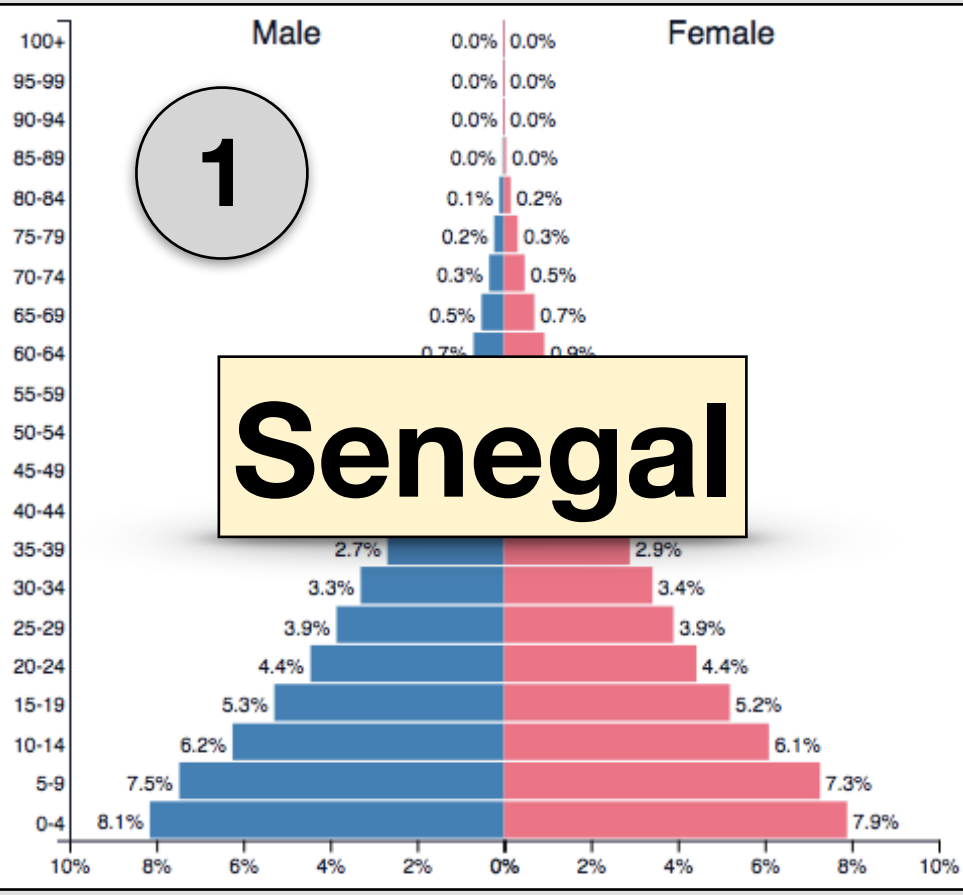 Male Female
100+ 0.0% 0.0%
95-99 0.0% 0.0%
90-94 0.0% 0.0%
85-89 0.0% 0.0%
1
80-84 0.1% 0.2%
75-79 0.2% 0.3%
70-74 0.3% 0.5%
65-69 0.5% 0.7%
60-64 0.7% 0.9%
55-59
50-54
Senegal
45-49
40-44
35-39 2.7% 2.9%
30-34 3.3% 3.4%
25-29 3.9% 3.9%
20-24 4.4% 4.4%
15-19 5.3% 5.2%
10-14 6.2% 6.1%
5-9 7.5% 7.3%
0-4 8.1% 7.9%
10% 8% 6% 4% 2% 0% 2% 4% 6% 8% 10%